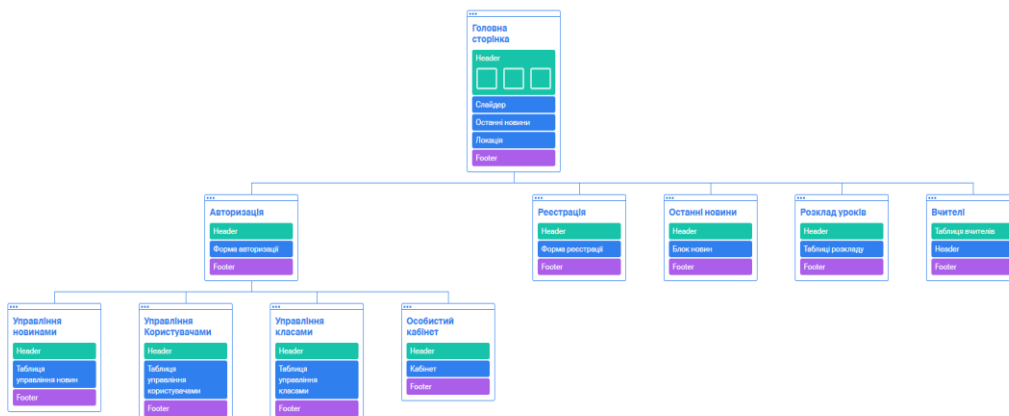 Головна
сторінка
Header
Слайдер
Останні новини
Локація
Footer
Авторизація
Header
Форма авторизації
Footer
Реєстрація
Header
Форма реєстрації
Footer
Останні новини
Header
Блок новин
Footer
Розклад уроків
Header
Таблиці розкладу
Footer
Вчителі
Таблиця вчителів
Header
Footer
Управління
новинами
Header
Таблиця
управління новин
Footer
Управління
Користувачами
Header
Таблиця
управління
користувачами
Footer
Управління
класами
Header
Таблиця
управління
класами
Footer
Особистий
кабінет
Header
Кабінет
Footer